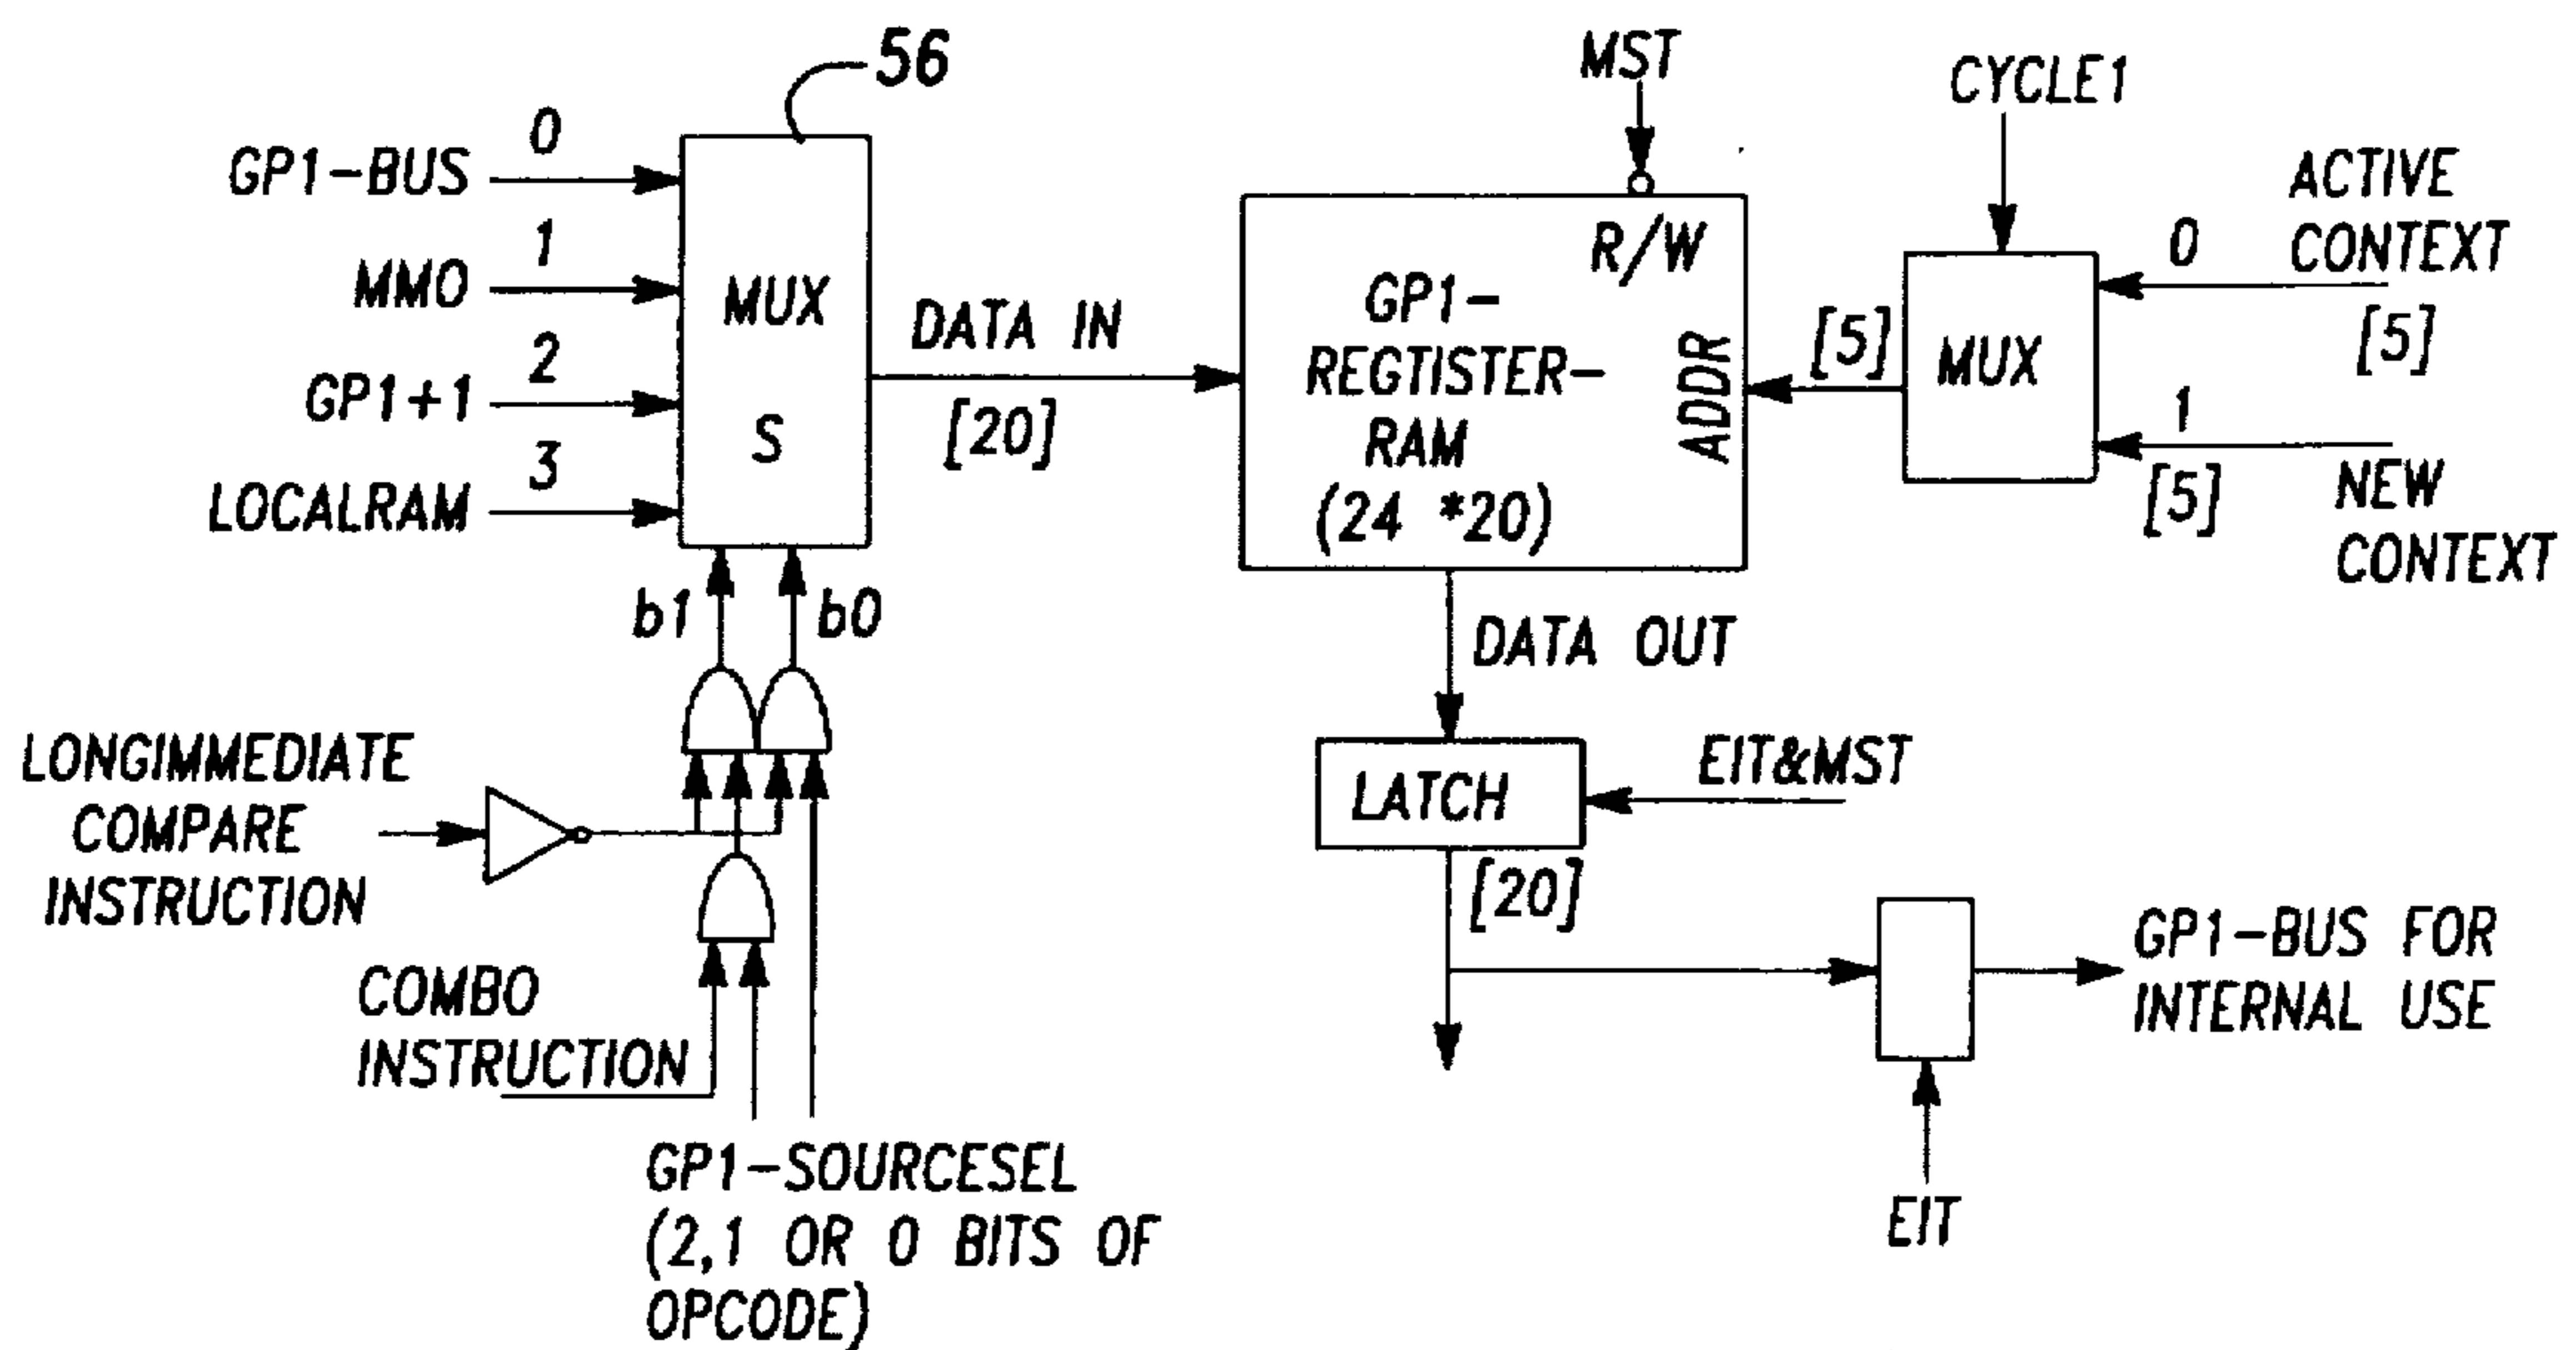 56
GP1-BUS
0
MMO
1
GP1+1
2
LOCALRAM
3
MUX
S
b1
b0
DATA IN
[20]
MST
R/W
GP1-
REGTISTER-
RAM
(24 *20)
ADDR
[5]
CYCLE1
MUX
0
ACTIVE
CONTEXT
[5]
1
[5]
NEW
CONTEXT
DATA OUT
LATCH
EIT&MST
[20]
LONGIMMEDIATE
COMPARE
INSTRUCTION
COMBO
INSTRUCTION
GP1-SOURCESEL
(2,1 OR 0 BITS OF
OPCODE)
GP1-BUS FOR
INTERNAL USE
EIT